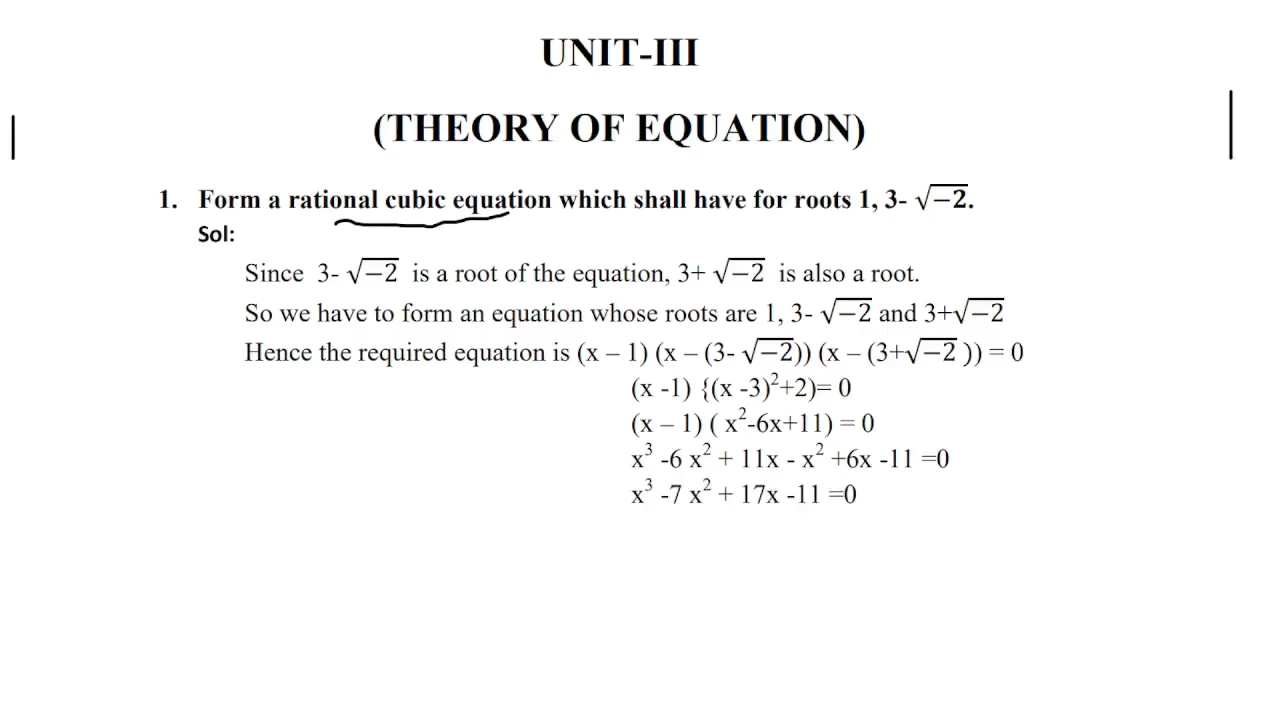 UNIT-III
(THEORY OF EQUATION)
1. Form a rational cubic equation which shall have for roots 1, 3- √−2.
Sol:
Since 3- √−2 is a root of the equation, 3+ √−2 is also a root.
So we have to form an equation whose roots are 1, 3- √−2 and 3+√−2
Hence the required equation is (x – 1) (x – (3- √−2)) (x – (3+√−2 )) = 0
(x -1) {(x -3)²+2)= 0
(x – 1) ( x²-6x+11) = 0
x³ -6 x² + 11x - x² +6x -11 =0
x³ -7 x² + 17x -11 =0